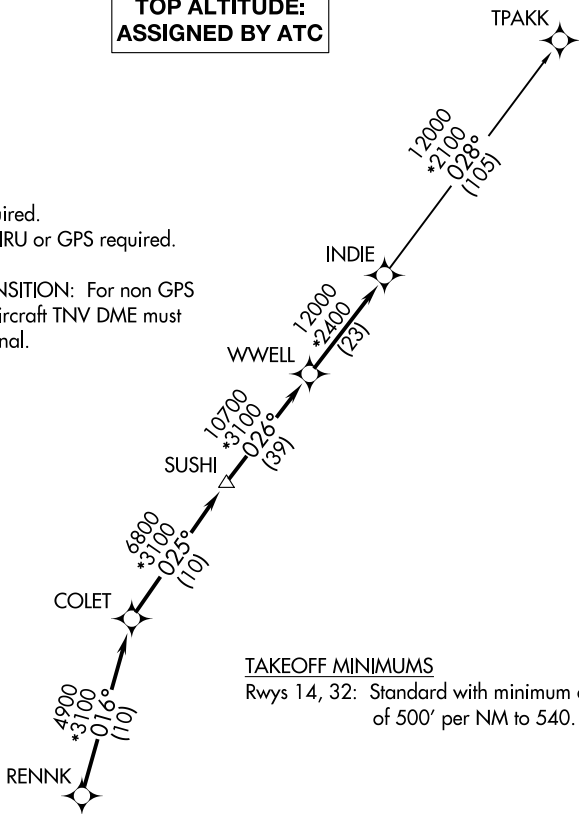 TOP ALTITUDE:
ASSIGNED BY ATC
TPAKK
12000
*2100
028°
(105)
uired.
IRU or GPS required.
INDIE
NSITION: For non GPS
ircraft TNV DME must
nal.
12000
*2400
(23)
WWELL
10700
*3100
026°
(39)
SUSHI
6800
*3100
025°
(10)
COLET
TAKEOFF MINIMUMS
Rwys 14, 32: Standard with minimum
of 500' per NM to 540.
4900
*3100
016°
(10)
RENNK